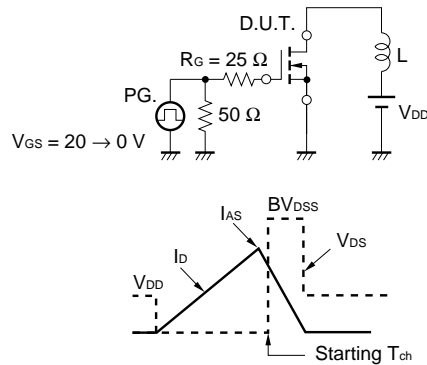 D.U.T.
RG = 25 Ω
L
PG.
50 Ω
VDD
VGS = 20 → 0 V
BVDSS
IAS
ID
VDS
VDD
Starting Tch